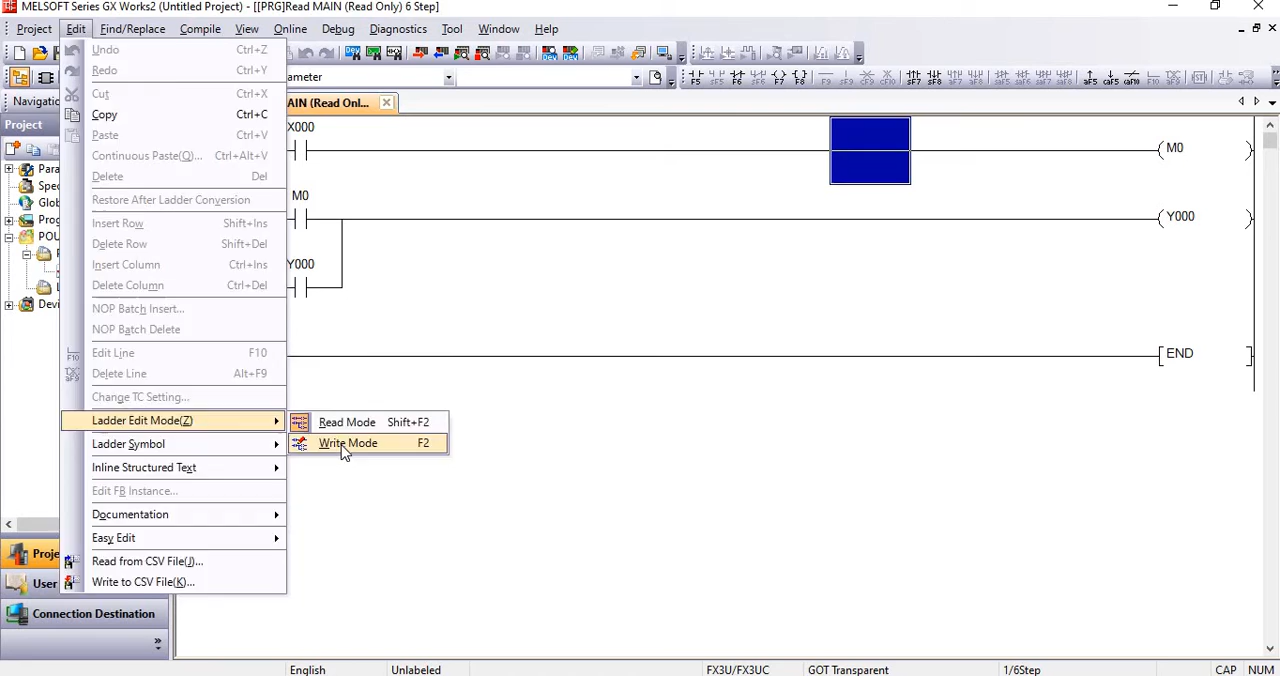 MELSOFT Series GX Works2 (Untitled Project) - [[PRG]Read MAIN (Read Only) 6 Step]
Project Edit Find/Replace Compile View Online Debug Diagnostics Tool Window Help
Undo Ctrl+Z
Redo Ctrl+Y
Cut Ctrl+X
Copy Ctrl+C
Paste Ctrl+V
Continuous Paste(Q)... Ctrl+Alt+V
Delete Del
Restore After Ladder Conversion
Insert Row Shift+Ins
Delete Row Shift+Del
Insert Column Ctrl+Ins
Delete Column Ctrl+Del
NOP Batch Insert...
NOP Batch Delete
Edit Line F10
Delete Line Alt+F9
Change TC Setting...
Ladder Edit Mode(Z)
Ladder Symbol
Inline Structured Text
Edit FB Instance...
Documentation
Easy Edit
Read from CSV File(J)...
Write to CSV File(K)...
Read Mode Shift+F2
Write Mode F2
arameter
Navigatio
AIN (Read Onl...
Project
Para
Spec
Glob
Prog
POU
Devi
Proje
User
Connection Destination
X000 M0
M0 Y000
Y000
END
English Unlabeled FX3U/FX3UC GOT Transparent 1/6Step CAP NUM